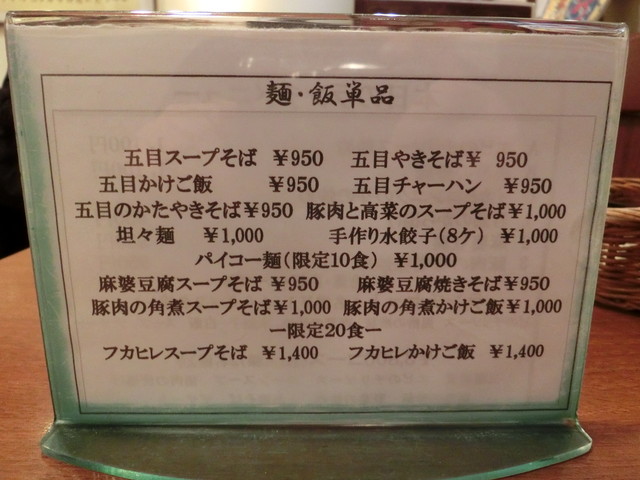 麺・飯単品
五目スープそば ￥950 五目やきそば￥ 950
五目かけご飯 ￥950 五目チャーハン ￥950
五目のかたやきそば￥950 豚肉と高菜のスープそば￥1,000
坦々麺 ￥1,000 手作り水餃子(8ケ) ￥1,000
パイコー麺(限定10食) ￥1,000
麻婆豆腐スープそば ￥950 麻婆豆腐焼きそば￥950
豚肉の角煮スープそば￥1,000 豚肉の角煮かけご飯￥1,000
ー限定20食ー
フカヒレスープそば ￥1,400 フカヒレかけご飯 ￥1,400